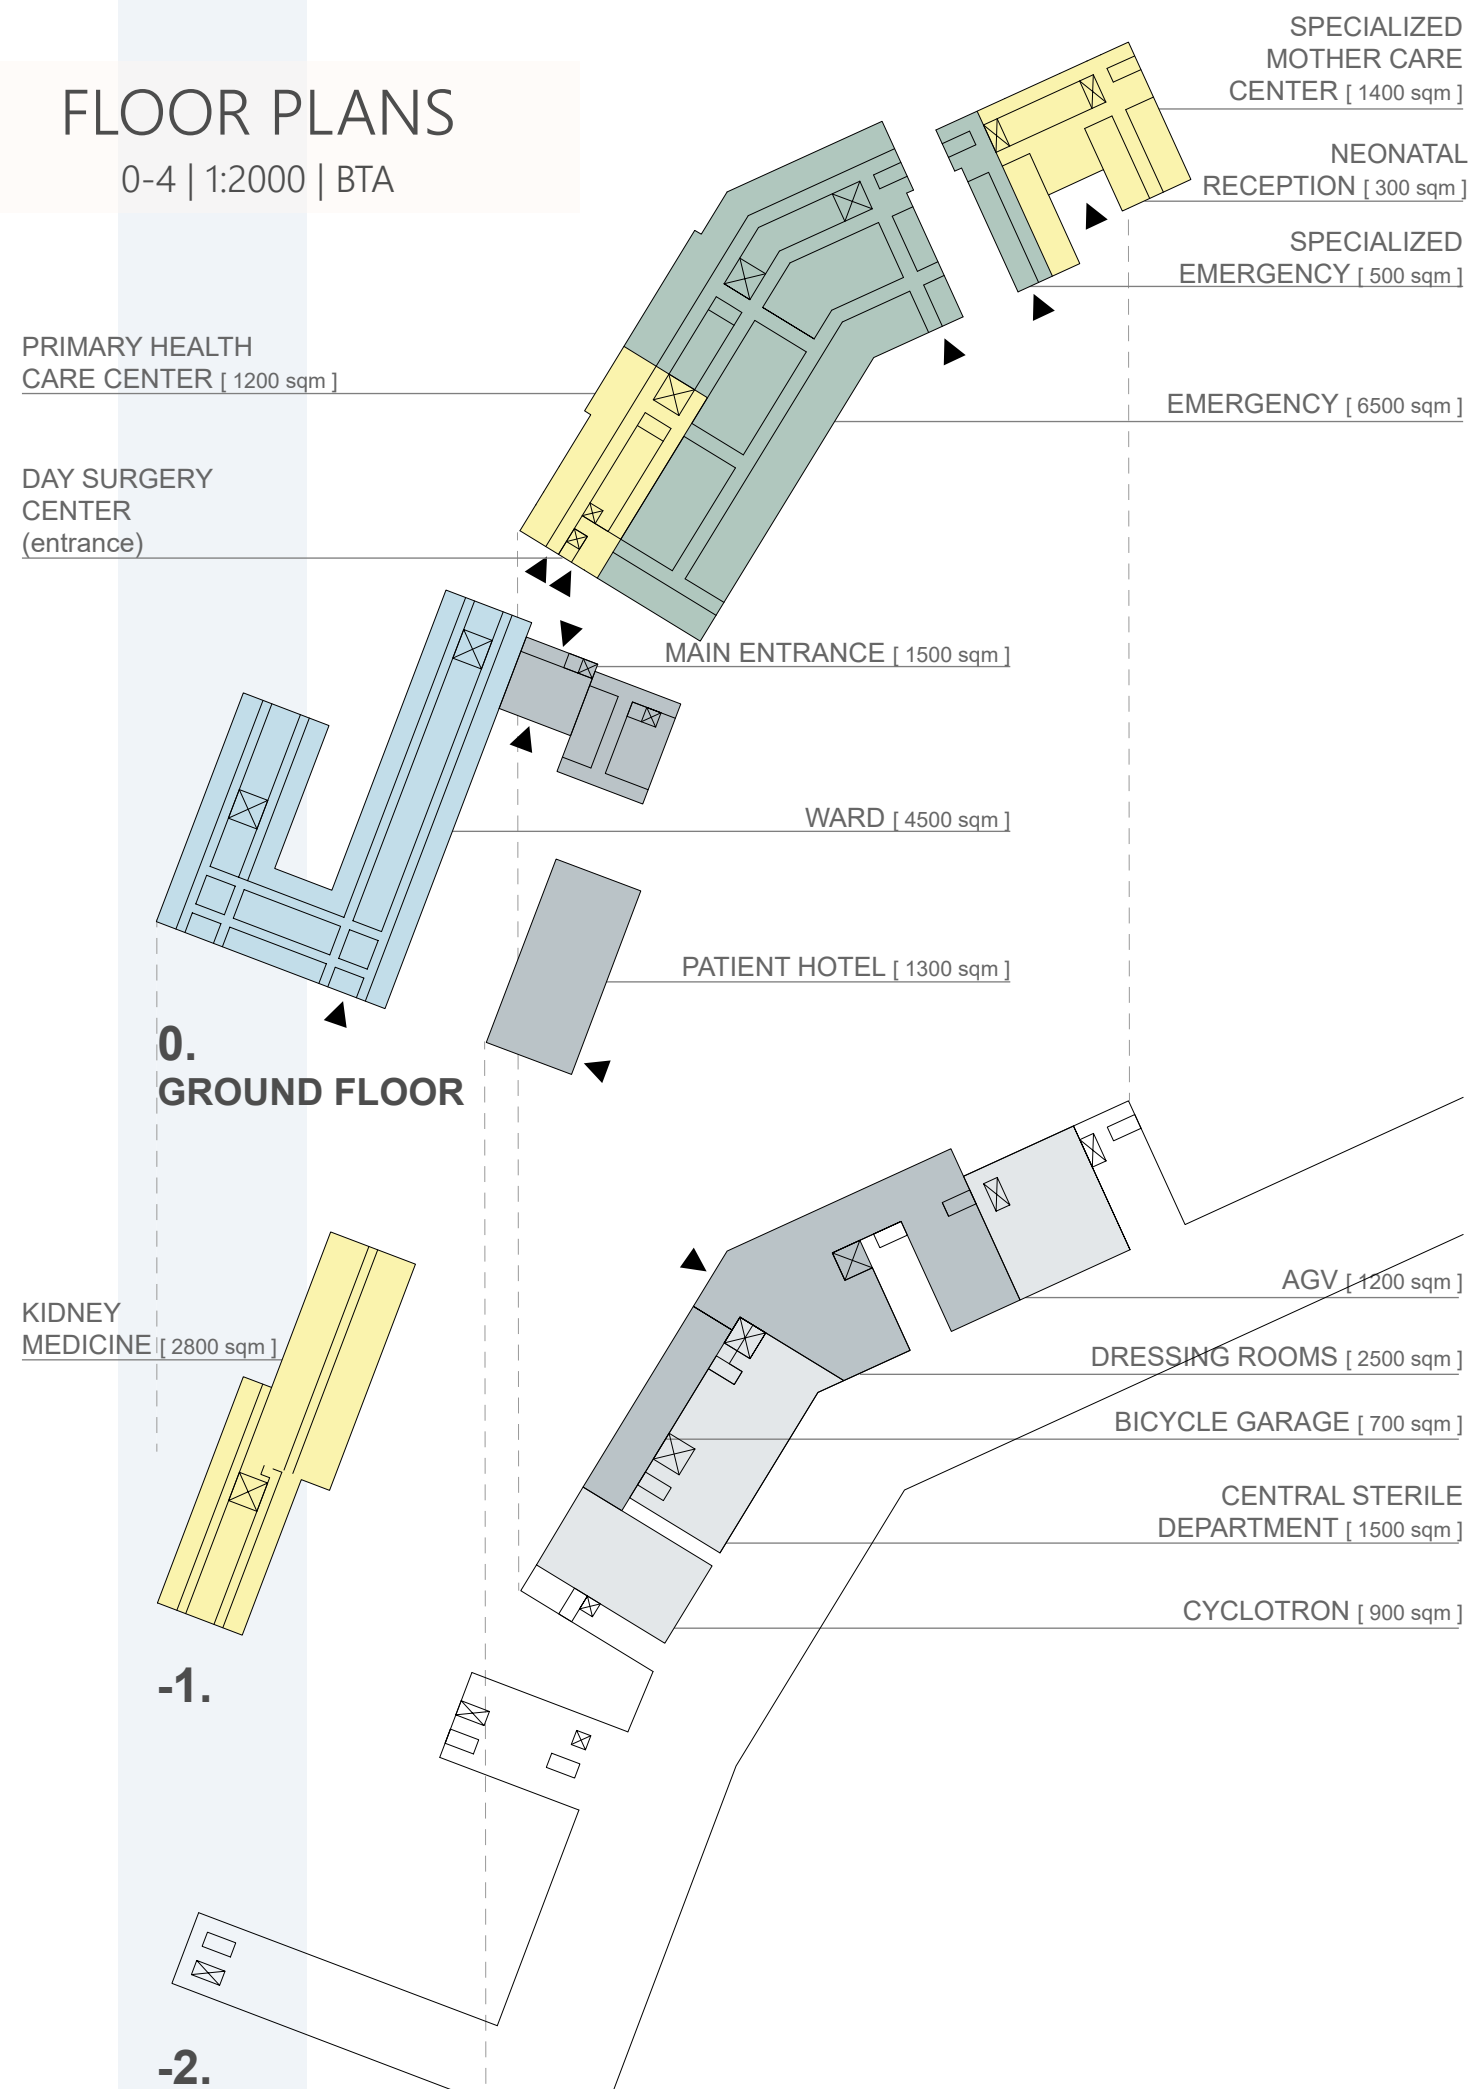 FLOOR PLANS
0-4 | 1:2000 | BTA
SPECIALIZED
MOTHER CARE
CENTER [ 1400 sqm ]
NEONATAL
RECEPTION [ 300 sqm ]
SPECIALIZED
EMERGENCY [ 500 sqm ]
PRIMARY HEALTH
CARE CENTER [ 1200 sqm ]
EMERGENCY [ 6500 sqm ]
DAY SURGERY
CENTER
(entrance)
MAIN ENTRANCE [ 1500 sqm ]
WARD [ 4500 sqm ]
PATIENT HOTEL [ 1300 sqm ]
0.
GROUND FLOOR
KIDNEY
MEDICINE [ 2800 sqm ]
AGV [ 1200 sqm ]
DRESSING ROOMS [ 2500 sqm ]
BICYCLE GARAGE [ 700 sqm ]
CENTRAL STERILE
DEPARTMENT [ 1500 sqm ]
CYCLOTRON [ 900 sqm ]
-1.
-2.